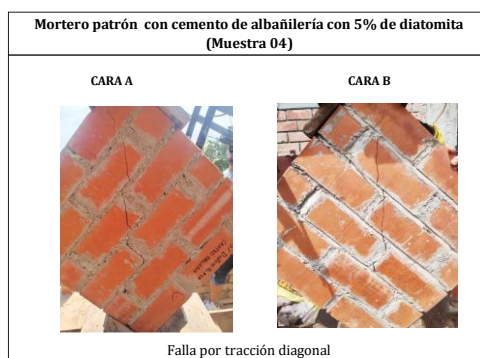 Mortero patrón con cemento de albañilería con 5% de diatomita
(Muestra 04)
CARA A
CARA B
Falla por tracción diagonal